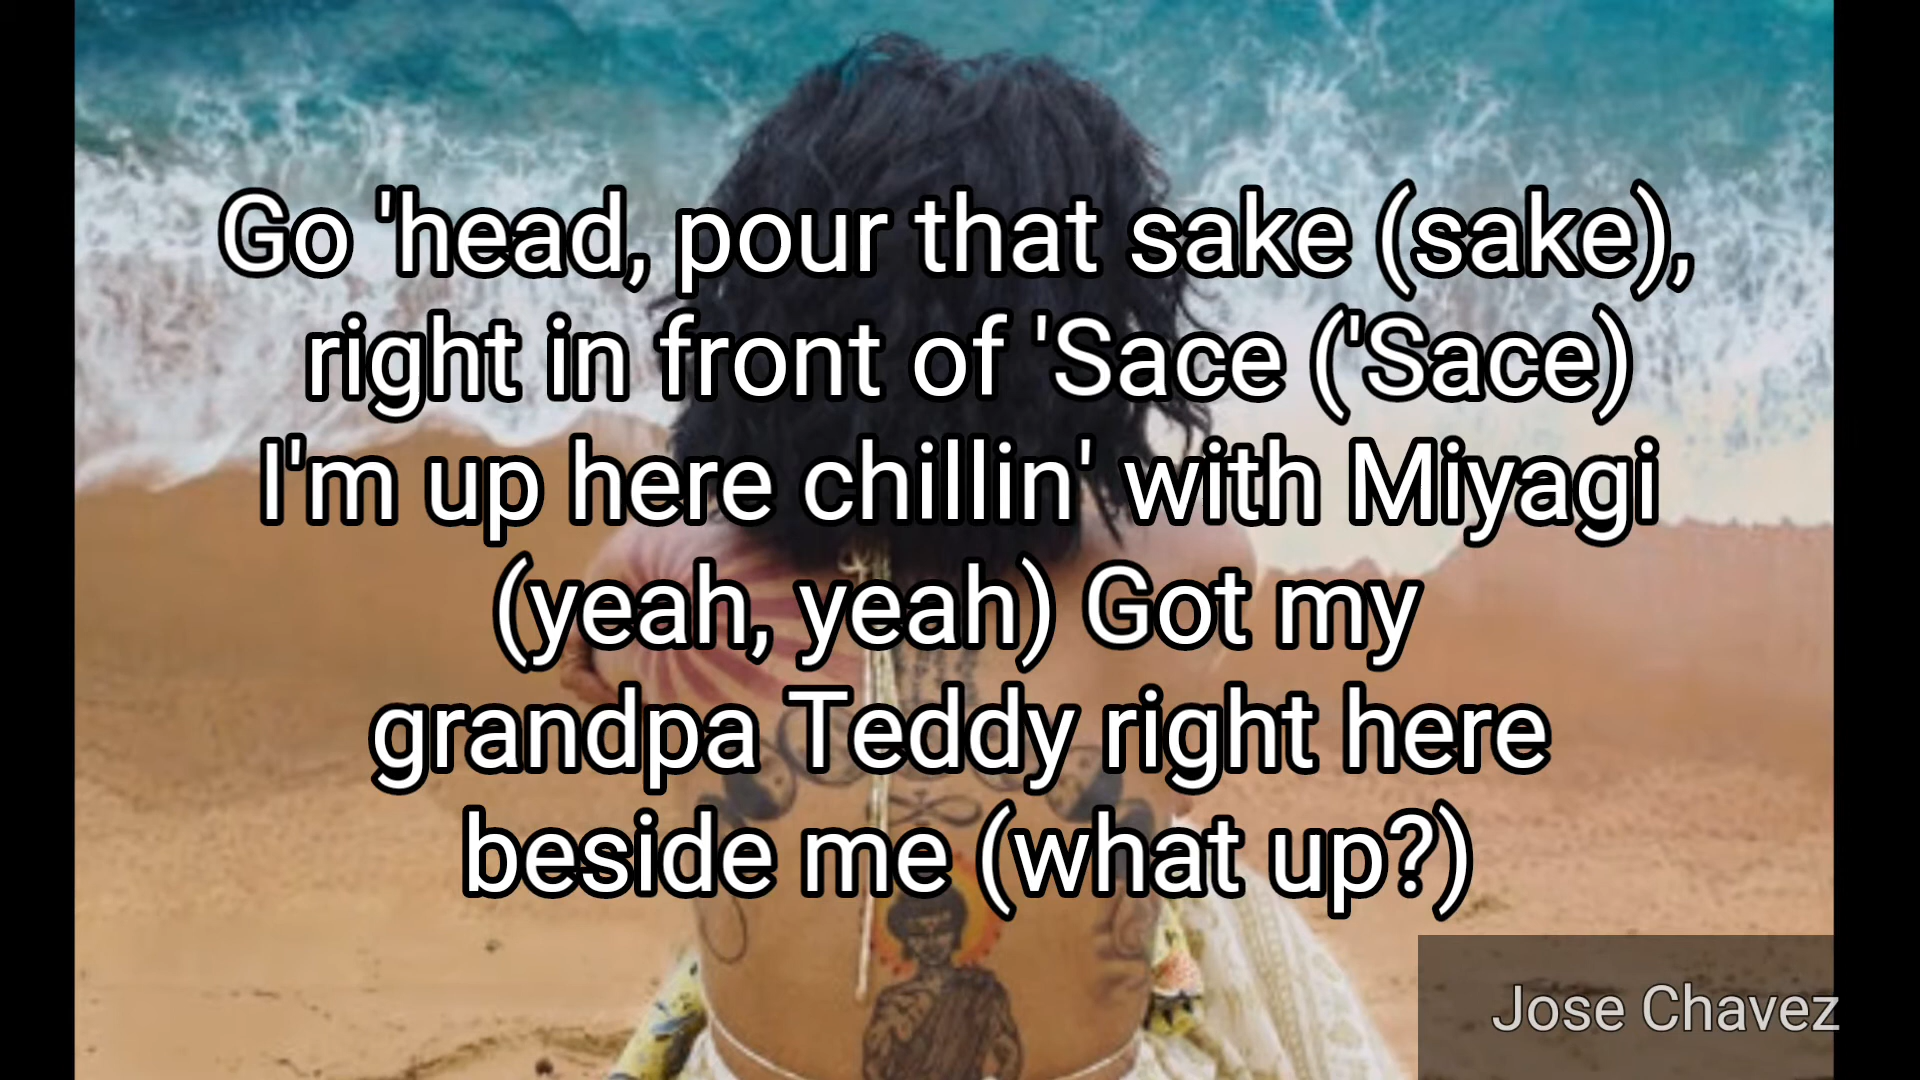 Go 'head, pour that sake (sake),
right in front of 'Sace ('Sace)
I'm up here chillin' with Miyagi
(yeah, yeah) Got my
grandpa Teddy right here
beside me (what up?)
Jose Chavez